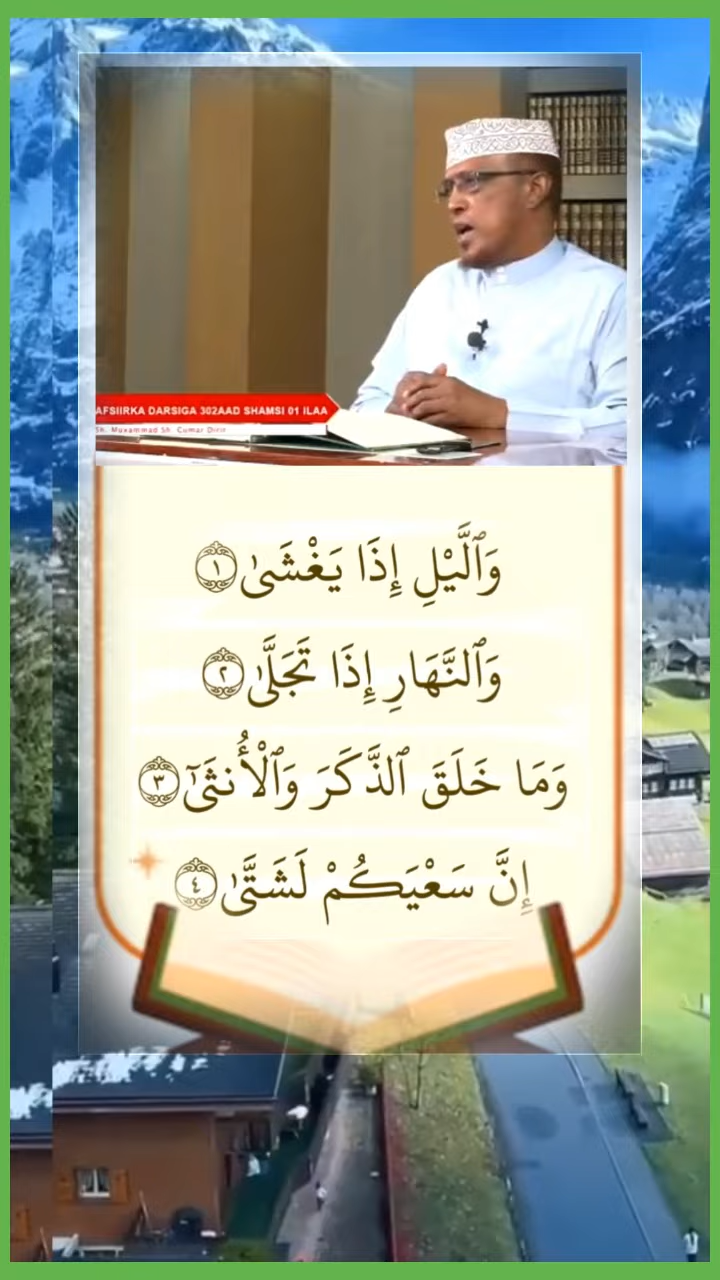 AFSIIRKA DARSIGA 302AAD SHAMSI 01 ILAA
Sh. Muxammad Sh. Cumar Dirir
وَٱلَّيْلِ إِذَا يَغْشَىٰ ١
وَٱلنَّهَارِ إِذَا تَجَلَّىٰ ٢
وَمَا خَلَقَ ٱلذَّكَرَ وَٱلْأُنثَىٰٓ ٣
إِنَّ سَعْيَكُمْ لَشَتَّىٰ ٤